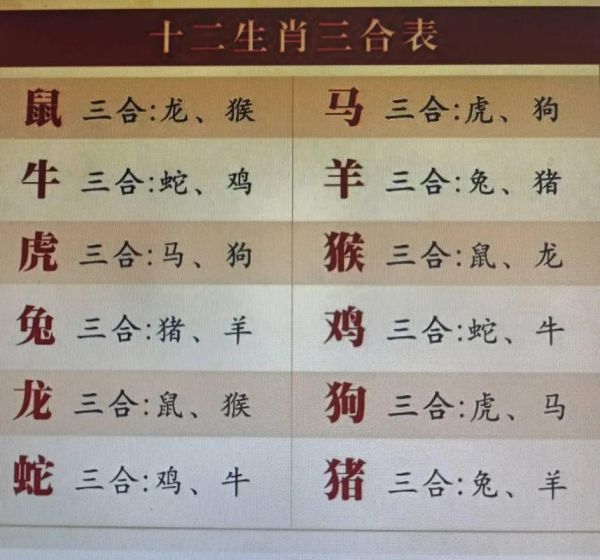 十二生肖三合表
鼠 三合:龙、猴
马 三合:虎、狗
牛 三合:蛇、鸡
羊 三合:兔、猪
虎 三合:马、狗
猴 三合:鼠、龙
兔 三合:猪、羊
鸡 三合:蛇、牛
龙 三合:鼠、猴
狗 三合:虎、马
蛇 三合:鸡、牛
猪 三合:兔、羊